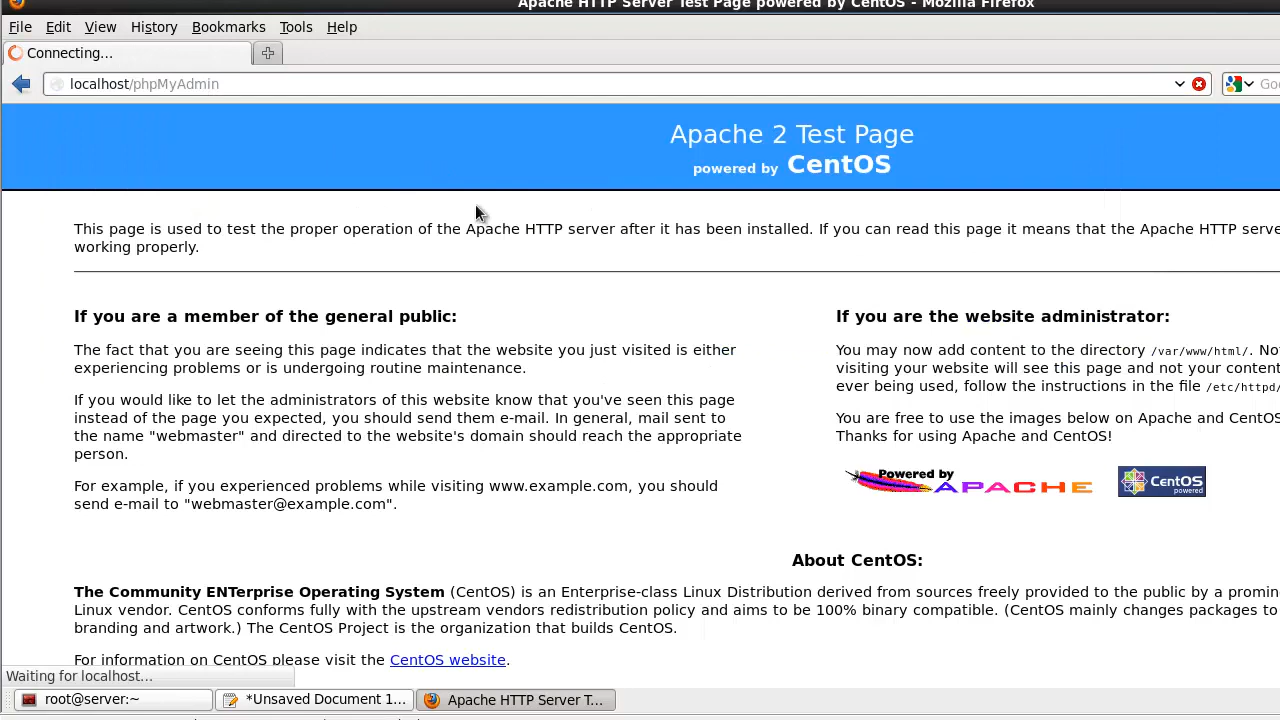 Apache HTTP Server Test Page powered by CentOS - Mozilla Firefox
File Edit View History Bookmarks Tools Help
Connecting...
localhost/phpMyAdmin
Goo
Apache 2 Test Page
powered by CentOS
This page is used to test the proper operation of the Apache HTTP server after it has been installed. If you can read this page it means that the Apache HTTP serve
working properly.
If you are a member of the general public:
The fact that you are seeing this page indicates that the website you just visited is either
experiencing problems or is undergoing routine maintenance.
If you would like to let the administrators of this website know that you've seen this page
instead of the page you expected, you should send them e-mail. In general, mail sent to
the name "webmaster" and directed to the website's domain should reach the appropriate
person.
For example, if you experienced problems while visiting www.example.com, you should
send e-mail to "webmaster@example.com".
If you are the website administrator:
You may now add content to the directory /var/www/html/. No
visiting your website will see this page and not your content
ever being used, follow the instructions in the file /etc/httpd/
You are free to use the images below on Apache and CentOS
Thanks for using Apache and CentOS!
Powered by
APACHE
CentOS
powered
About CentOS:
The Community ENTerprise Operating System (CentOS) is an Enterprise-class Linux Distribution derived from sources freely provided to the public by a promin
Linux vendor. CentOS conforms fully with the upstream vendors redistribution policy and aims to be 100% binary compatible. (CentOS mainly changes packages to
branding and artwork.) The CentOS Project is the organization that builds CentOS.
For information on CentOS please visit the CentOS website.
Waiting for localhost...
root@server:~
*Unsaved Document 1...
Apache HTTP Server T...